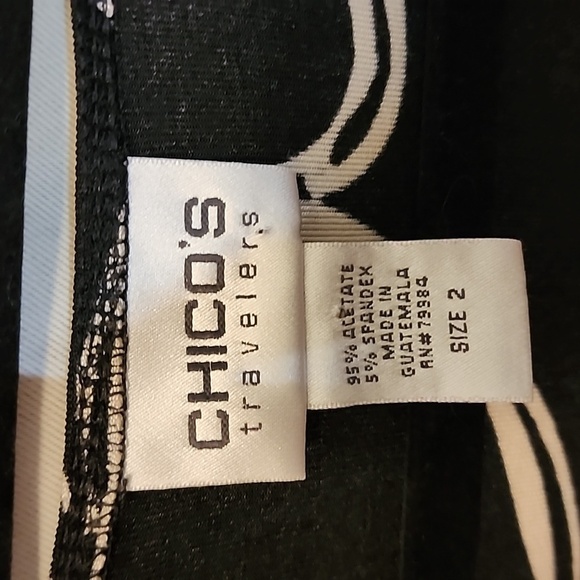 CHICO'S
travelers
95% ACETATE
5% SPANDEX
MADE IN
GUATEMALA
RN#79984
SIZE 2